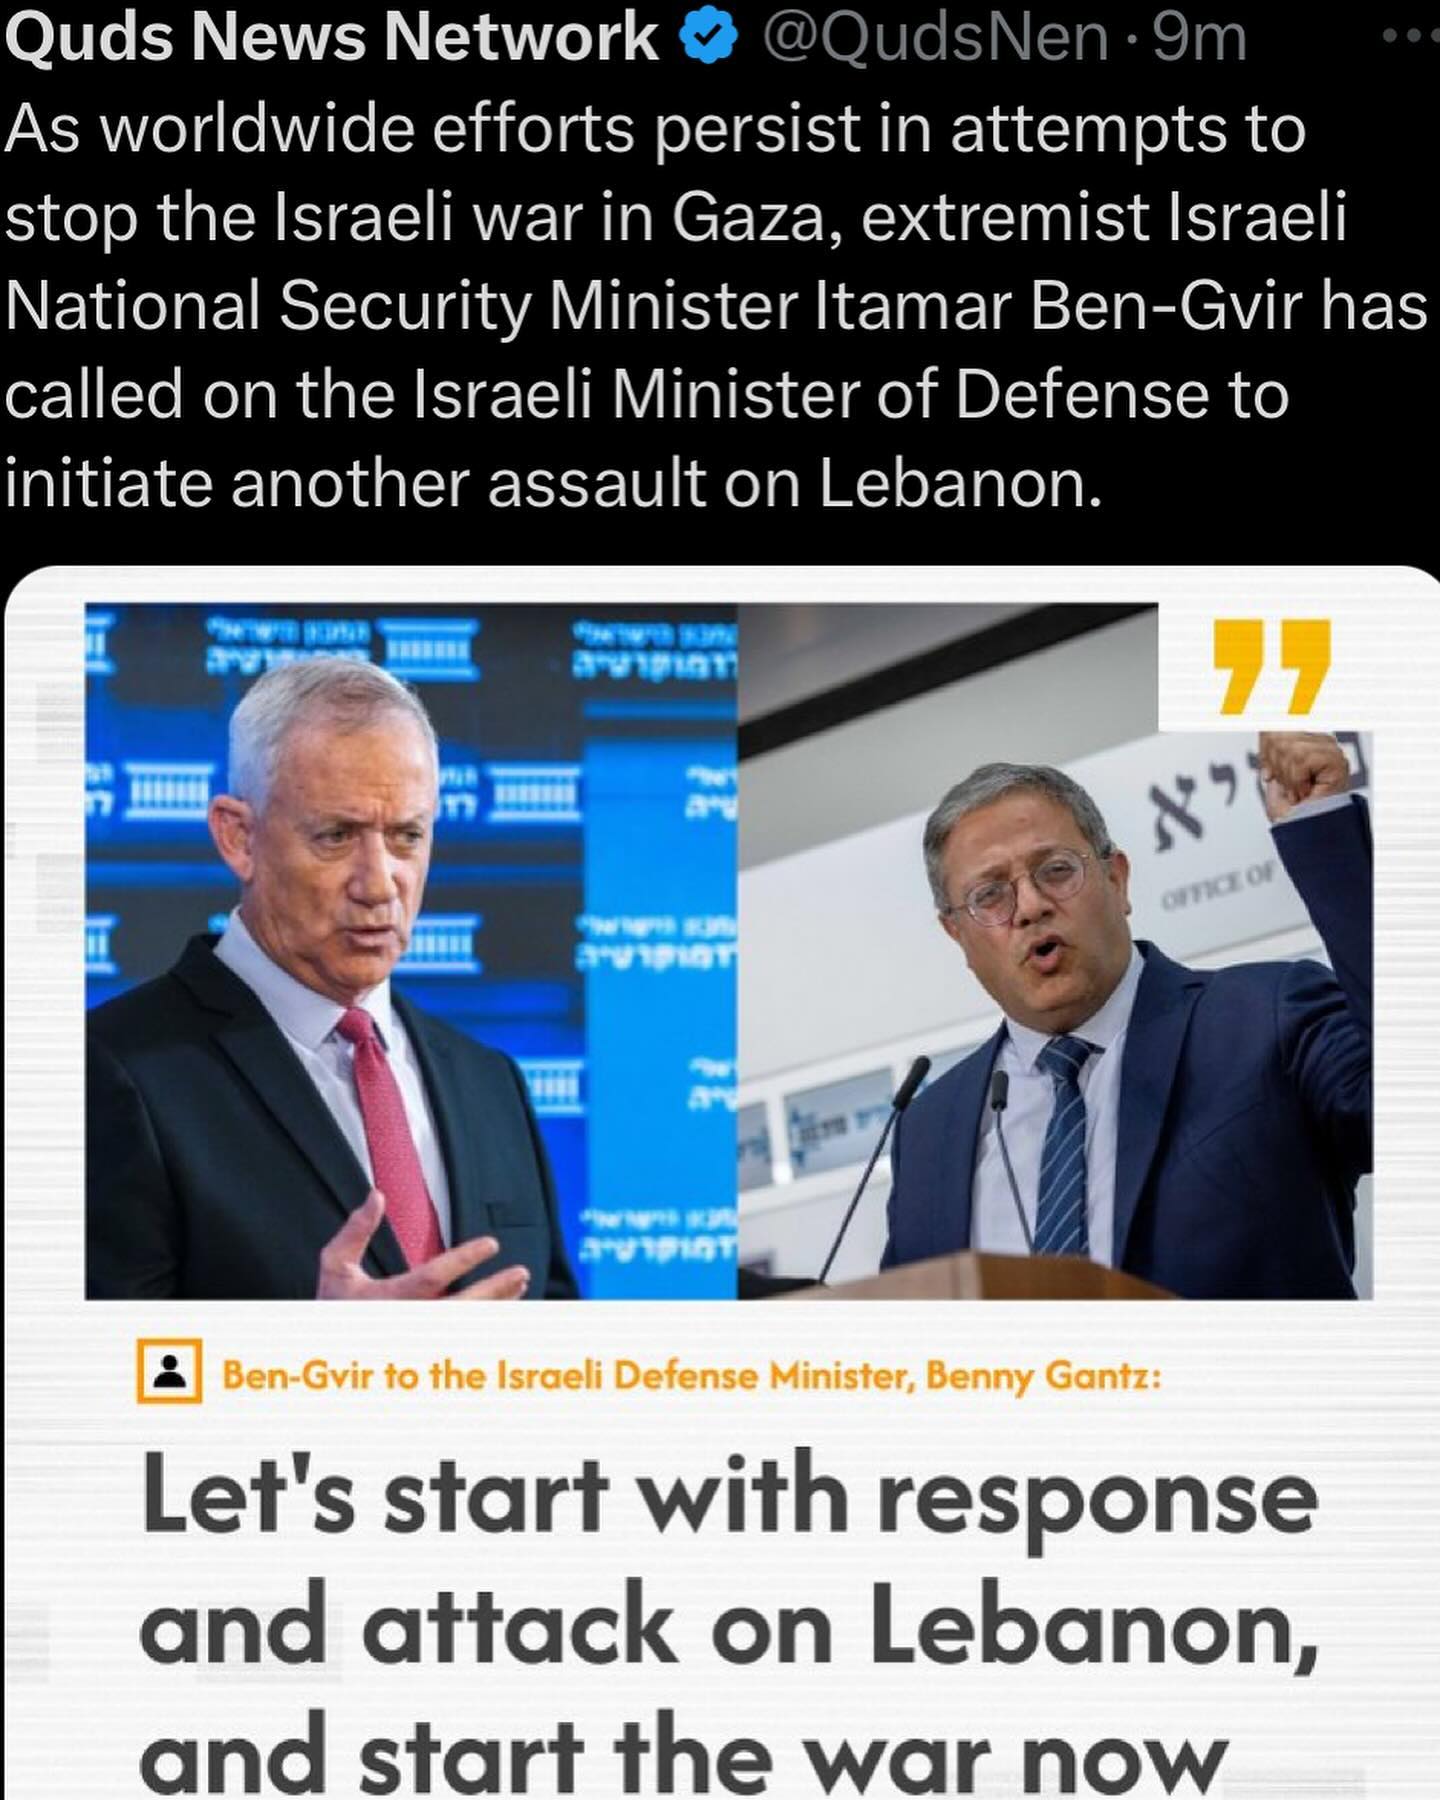 Quds News Network @QudsNen · 9m
As worldwide efforts persist in attempts to
stop the Israeli war in Gaza, extremist Israeli
National Security Minister Itamar Ben-Gvir has
called on the Israeli Minister of Defense to
initiate another assault on Lebanon.
המכון הישראלי
לדמוקרטיה
OFFICE OF
Ben-Gvir to the Israeli Defense Minister, Benny Gantz:
Let's start with response
and attack on Lebanon,
and start the war now